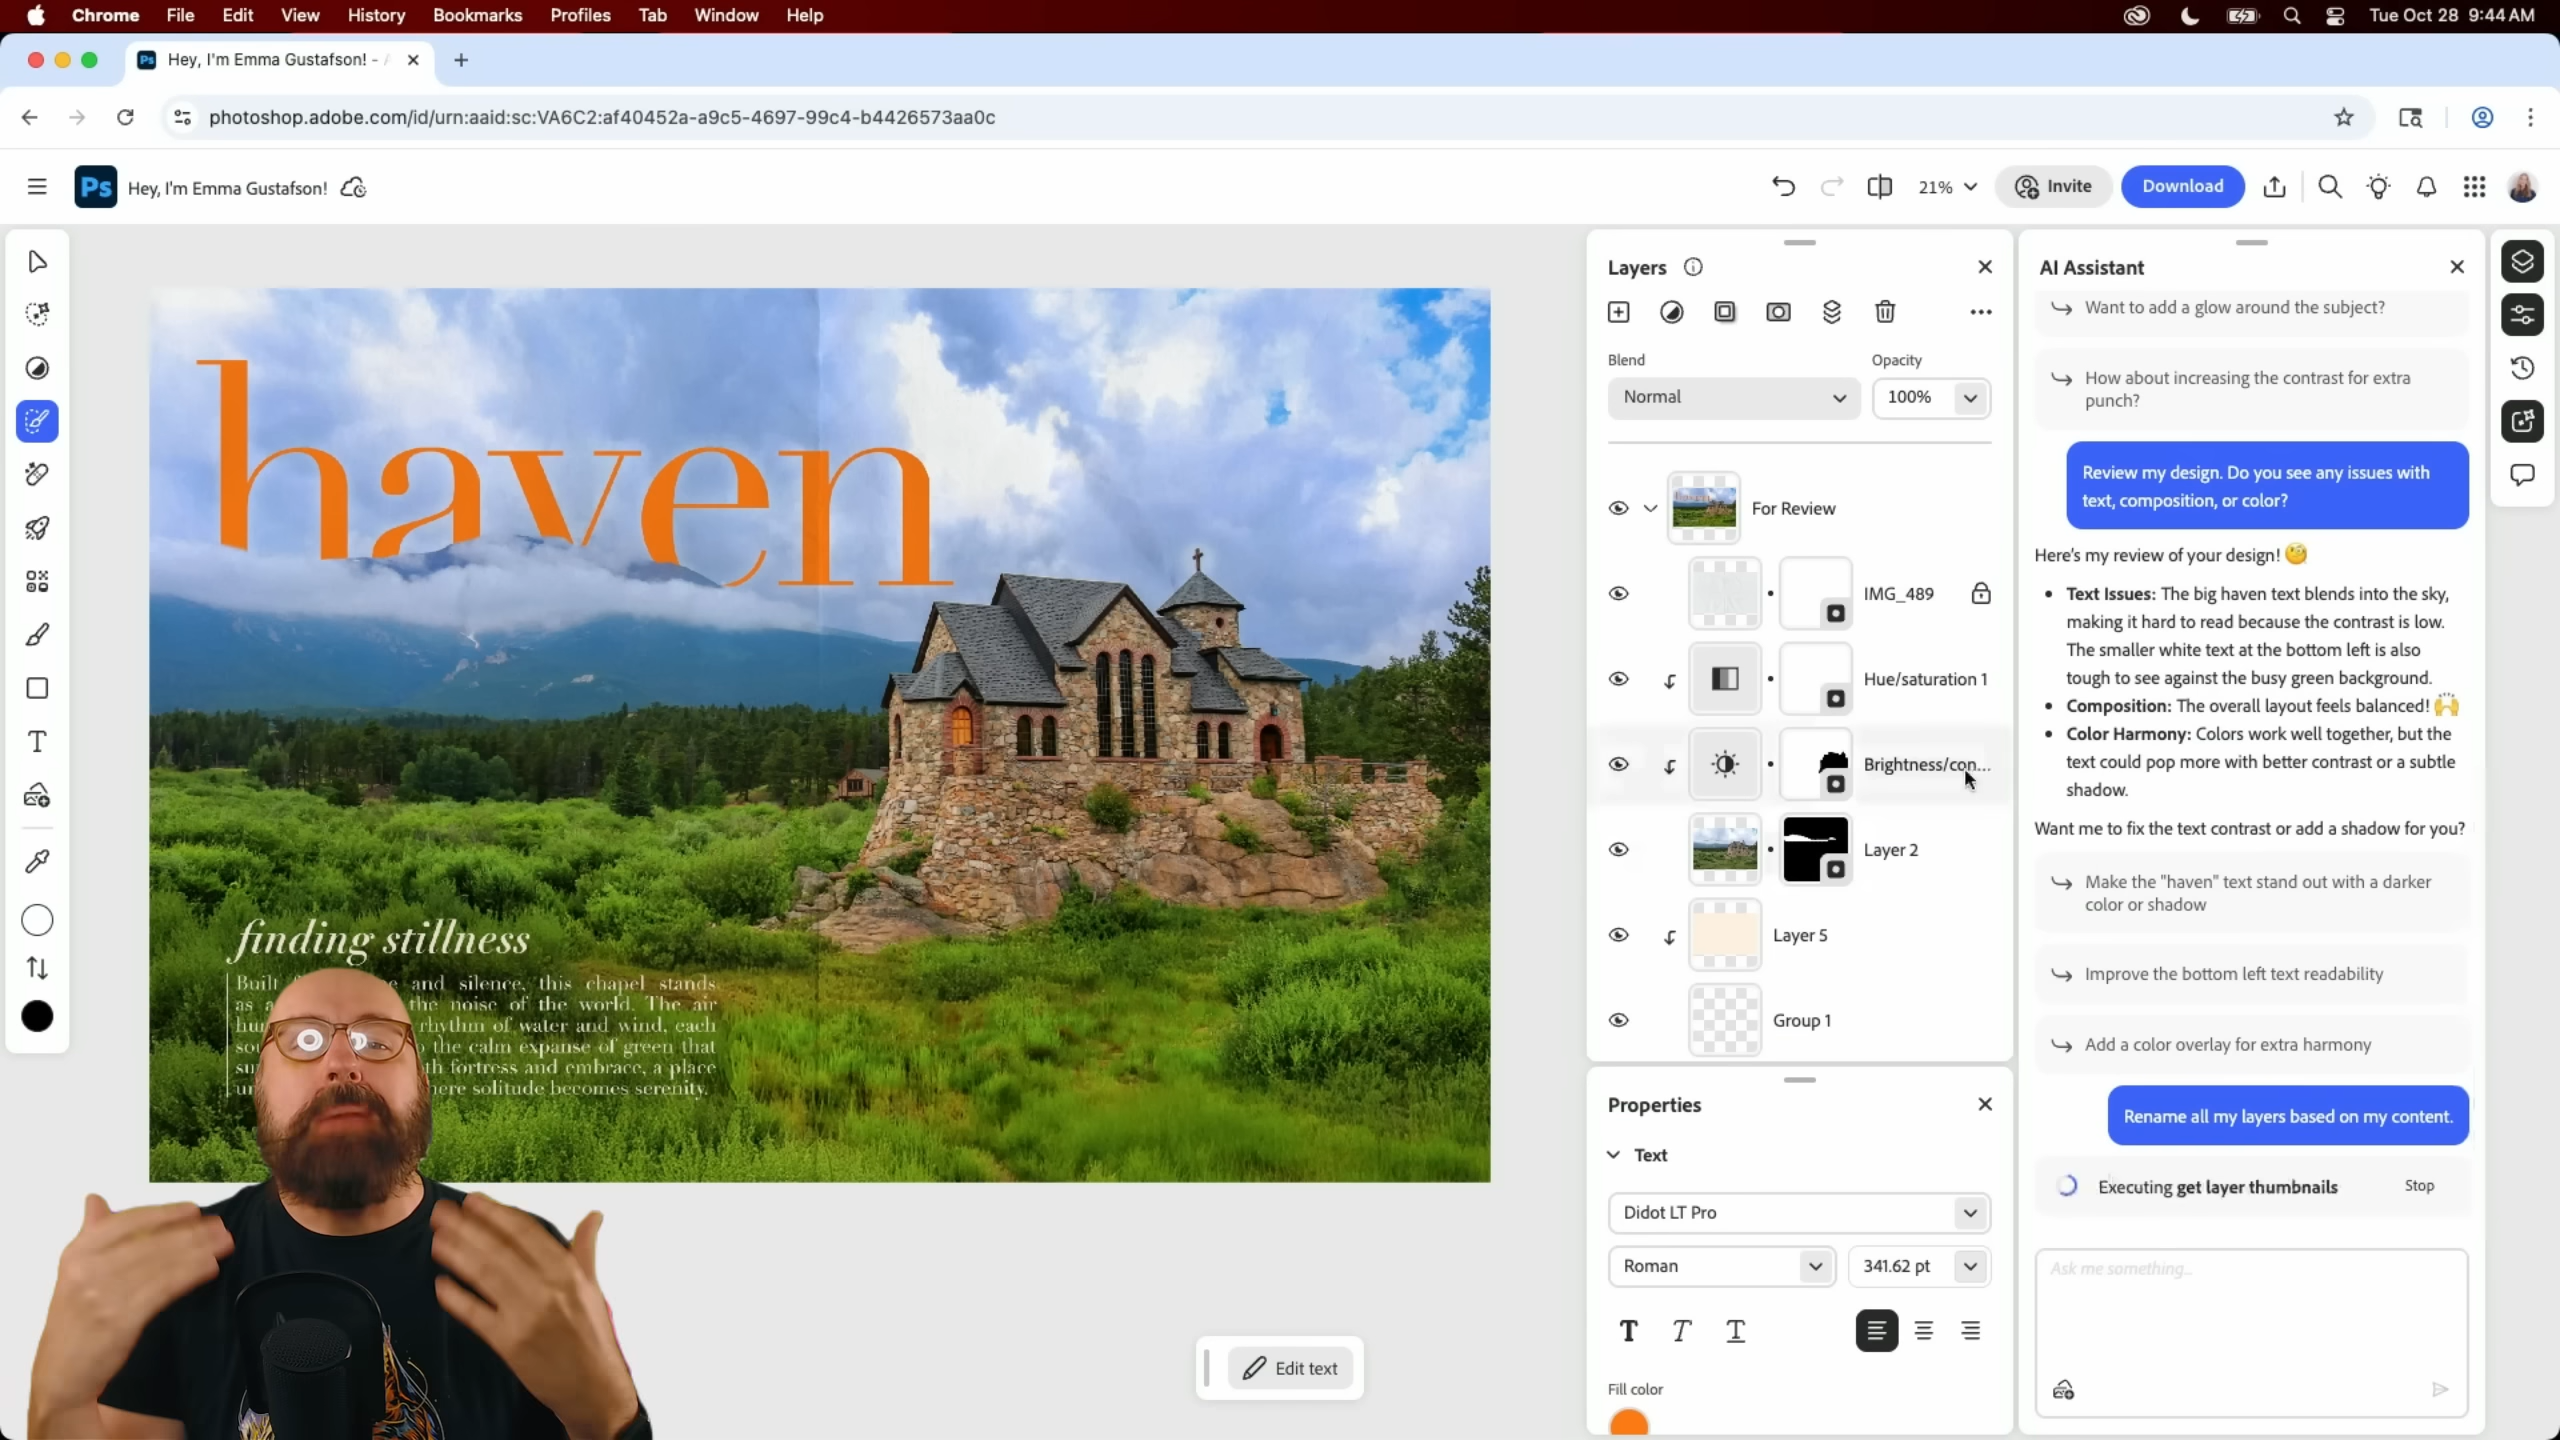 Chrome File Edit View History Bookmarks Profiles Tab Window Help
Tue Oct 28 9:44 AM
Hey, I'm Emma Gustafson! -
photoshop.adobe.com/id/urn:aaid:sc:VA6C2:af40452a-a9c5-4697-99c4-b4426573aa0c
Ps Hey, I'm Emma Gustafson!
21% Invite Download
haven
finding stillness
Built and silence, this chapel stands
as the noise of the world. The air
rhythm of water and wind, each
the calm expanse of green that
fortress and embrace, a place
solitude becomes serenity.
Edit text
Layers
Blend Opacity
Normal 100%
For Review
IMG_489
Hue/saturation 1
Brightness/con...
Layer 2
Layer 5
Group 1
Properties
Text
Didot LT Pro
Roman 341.62 pt
T T T
Fill color
AI Assistant
Want to add a glow around the subject?
How about increasing the contrast for extra
punch?
Review my design. Do you see any issues with
text, composition, or color?
Here's my review of your design! 🧐
• Text Issues: The big haven text blends into the sky,
making it hard to read because the contrast is low.
The smaller white text at the bottom left is also
tough to see against the busy green background.
• Composition: The overall layout feels balanced! 🙌
• Color Harmony: Colors work well together, but the
text could pop more with better contrast or a subtle
shadow.
Want me to fix the text contrast or add a shadow for you?
Make the "haven" text stand out with a darker
color or shadow
Improve the bottom left text readability
Add a color overlay for extra harmony
Rename all my layers based on my content.
Executing get layer thumbnails Stop
Ask me something...